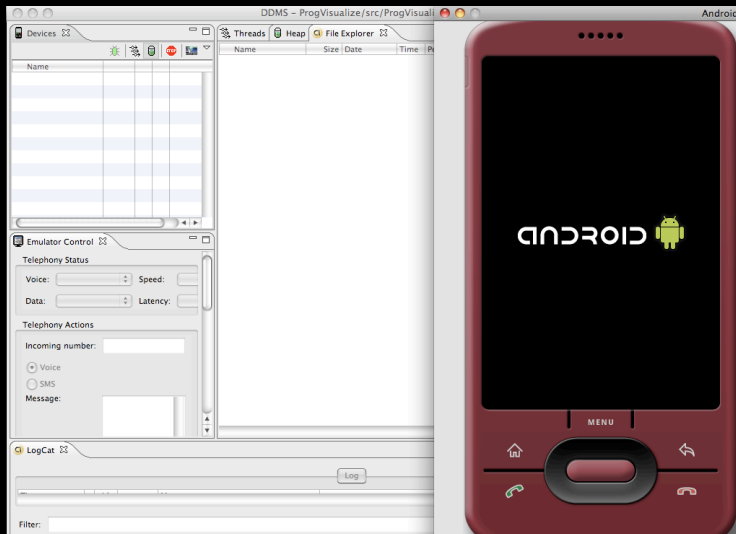 DDMS - ProgVisualize/src/ProgVisuali
Android
Devices
Threads
Heap
File Explorer
Name
Name
Size
Date
Time
Pe
Emulator Control
Telephony Status
Voice:
Speed:
Data:
Latency:
Telephony Actions
Incoming number:
Voice
SMS
Message:
ANDROID
MENU
LogCat
Log
Filter: